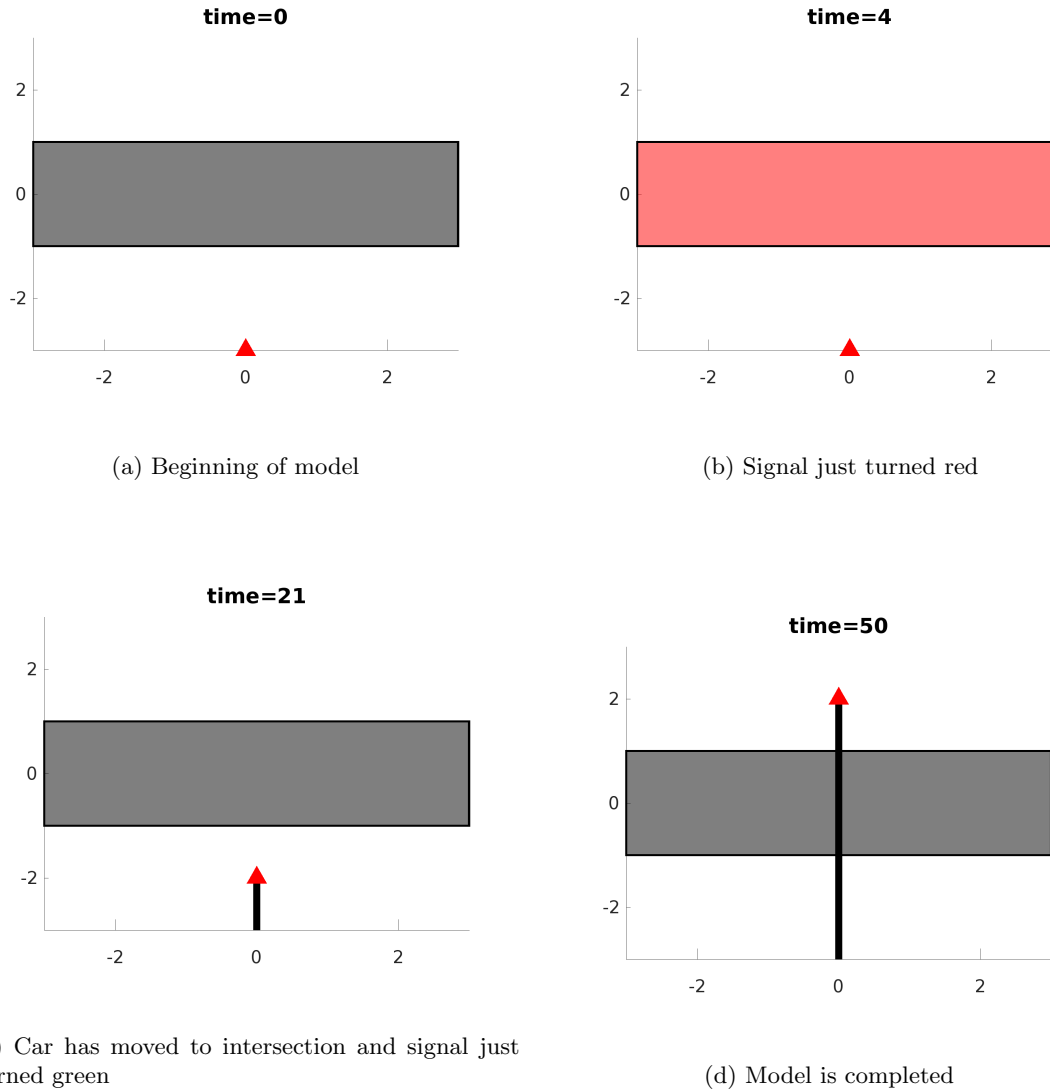 time=0
2
0
-2
-2 0 2
(a) Beginning of model
time=4
2
0
-2
-2 0 2
(b) Signal just turned red
time=21
2
0
-2
-2 0 2
) Car has moved to intersection and signal just
rned green
time=50
2
0
-2
-2 0 2
(d) Model is completed